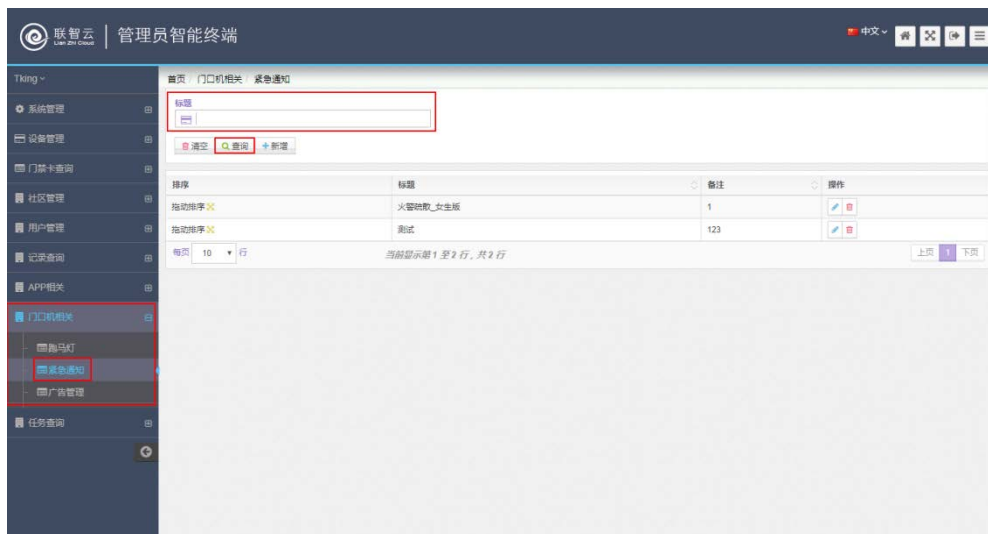 联智云
Lian Zhi Cloud
管理员智能终端
中文
Tking
系统管理
设备管理
门禁卡查询
社区管理
用户管理
记录查询
APP相关
门口机相关
跑马灯
紧急通知
广告管理
任务查询
首页 / 门口机相关 / 紧急通知
标题
清空 查询 新增
排序 标题 备注 操作
拖动排序 火警疏散_女生版 1
拖动排序 测试 123
每页 10 行 当前显示第 1 至 2 行，共 2 行 上页 1 下页